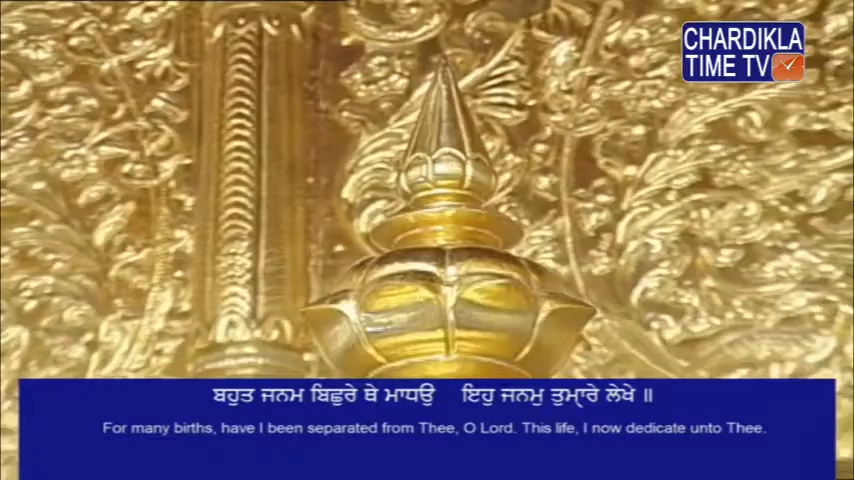 CHARDIKLA
TIME TV
ਬਹੁਤ ਜਨਮ ਬਿਛੁਰੇ ਥੇ ਮਾਧਉ ਇਹੁ ਜਨਮੁ ਤੁਮ੍ਹਾਰੇ ਲੇਖੇ ॥
For many births, have I been separated from Thee, O Lord. This life, I now dedicate unto Thee.